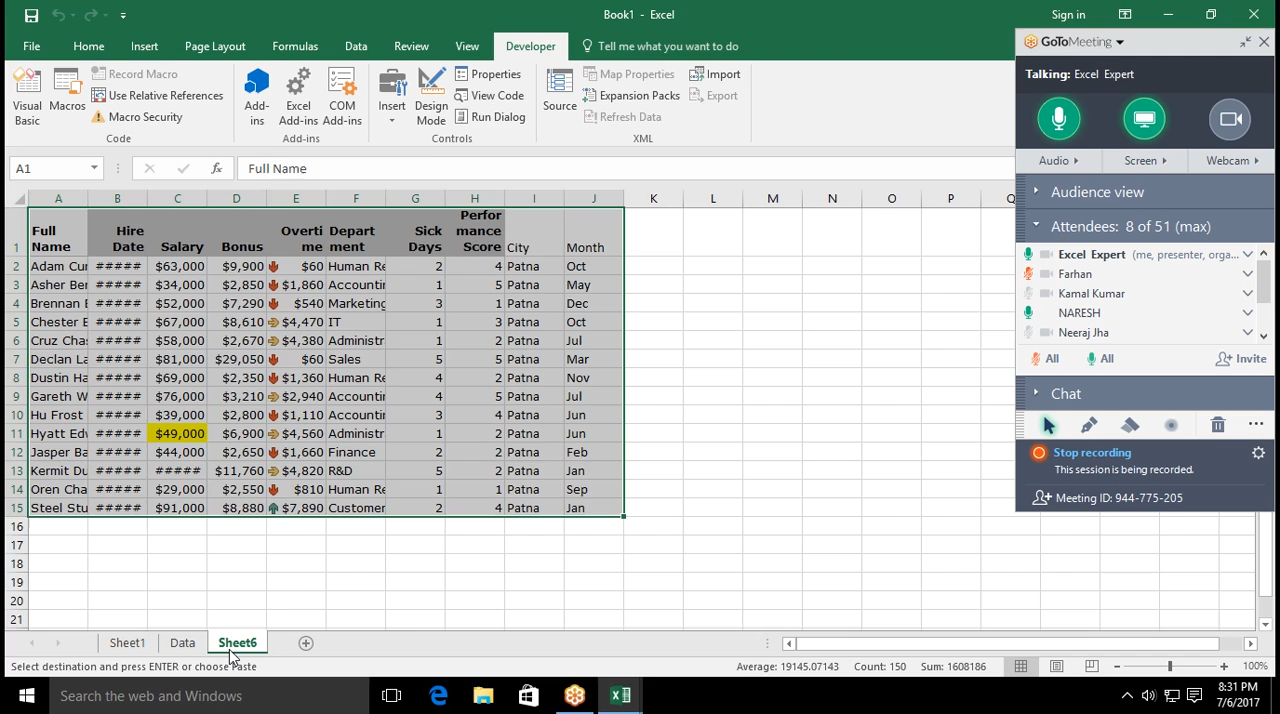 Book1 - Excel
Sign in
File Home Insert Page Layout Formulas Data Review View Developer Tell me what you want to do
Visual Basic
Macros
Record Macro
Use Relative References
Macro Security
Code
Add-ins
Excel Add-ins
COM Add-ins
Add-ins
Insert
Design Mode
Properties
View Code
Run Dialog
Controls
Source
Map Properties
Expansion Packs
Refresh Data
Import
Export
XML
A1 fx Full Name
A B C D E F G H I J K L M N O P Q
1 Full Name Hire Date Salary Bonus Overti me Depart ment Sick Days Perfor mance Score City Month
2 Adam Cur ##### $63,000 $9,900 $60 Human Re 2 4 Patna Oct
3 Asher Ber ##### $34,000 $2,850 $1,860 Accounti 1 5 Patna May
4 Brennan E ##### $52,000 $7,290 $540 Marketing 3 1 Patna Dec
5 Chester E ##### $67,000 $8,610 $4,470 IT 1 3 Patna Oct
6 Cruz Cha ##### $58,000 $2,670 $4,380 Administr 1 2 Patna Jul
7 Declan La ##### $81,000 $29,050 $60 Sales 5 5 Patna Mar
8 Dustin Ha ##### $69,000 $2,350 $1,360 Human Re 4 2 Patna Nov
9 Gareth W ##### $76,000 $3,210 $2,940 Accounti 4 5 Patna Jul
10 Hu Frost ##### $39,000 $2,800 $1,110 Accounti 3 4 Patna Jun
11 Hyatt Edw ##### $49,000 $6,900 $4,560 Administr 1 2 Patna Jun
12 Jasper Ba ##### $44,000 $2,650 $1,660 Finance 2 2 Patna Feb
13 Kermit Du ##### ##### $11,760 $4,820 R&D 5 2 Patna Jan
14 Oren Cha ##### $29,000 $2,550 $810 Human Re 1 1 Patna Sep
15 Steel Stu ##### $91,000 $8,880 $7,890 Customer 2 4 Patna Jan
16
17
18
19
20
21
Sheet1 Data Sheet6
Select destination and press ENTER or choose Paste
Average: 19145.07143 Count: 150 Sum: 1608186 100%
GoToMeeting
Talking: Excel Expert
Audio Screen Webcam
Audience view
Attendees: 8 of 51 (max)
Excel Expert (me, presenter, orga...
Farhan
Kamal Kumar
NARESH
Neeraj Jha
All All Invite
Chat
Stop recording
This session is being recorded.
Meeting ID: 944-775-205
Search the web and Windows
8:31 PM
7/6/2017